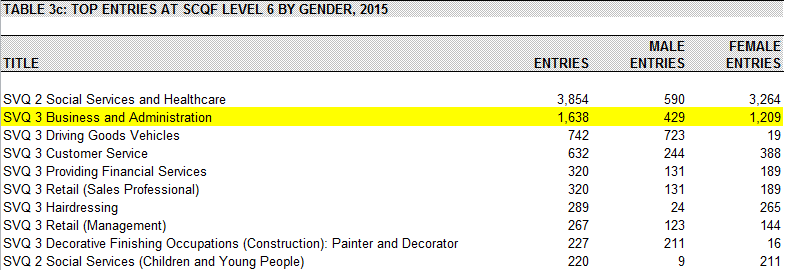 TABLE 3c: TOP ENTRIES AT SCQF LEVEL 6 BY GENDER, 2015
MALE FEMALE
TITLE ENTRIES ENTRIES ENTRIES
SVQ 2 Social Services and Healthcare 3,854 590 3,264
SVQ 3 Business and Administration 1,638 429 1,209
SVQ 3 Driving Goods Vehicles 742 723 19
SVQ 3 Customer Service 632 244 388
SVQ 3 Providing Financial Services 320 131 189
SVQ 3 Retail (Sales Professional) 320 131 189
SVQ 3 Hairdressing 289 24 265
SVQ 3 Retail (Management) 267 123 144
SVQ 3 Decorative Finishing Occupations (Construction): Painter and Decorator 227 211 16
SVQ 2 Social Services (Children and Young People) 220 9 211